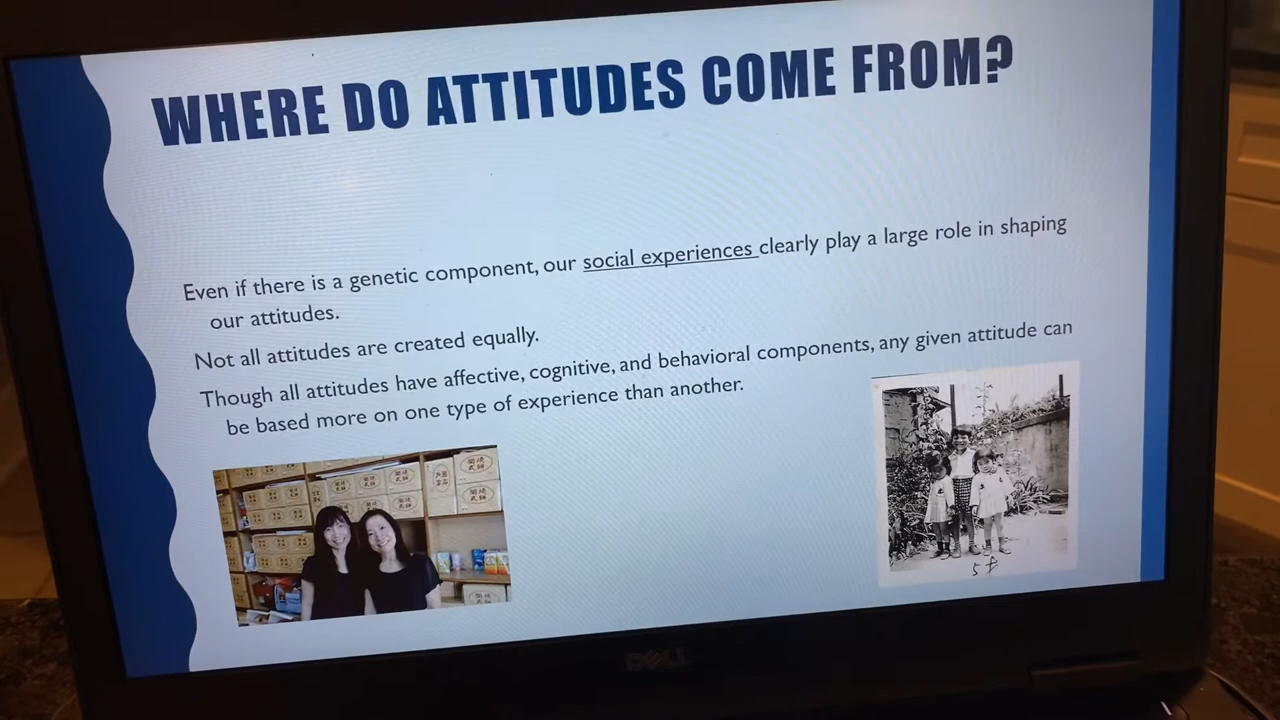 WHERE DO ATTITUDES COME FROM?
Even if there is a genetic component, our social experiences clearly play a large role in shaping
our attitudes.
Not all attitudes are created equally.
Though all attitudes have affective, cognitive, and behavioral components, any given attitude can
be based more on one type of experience than another.
DELL